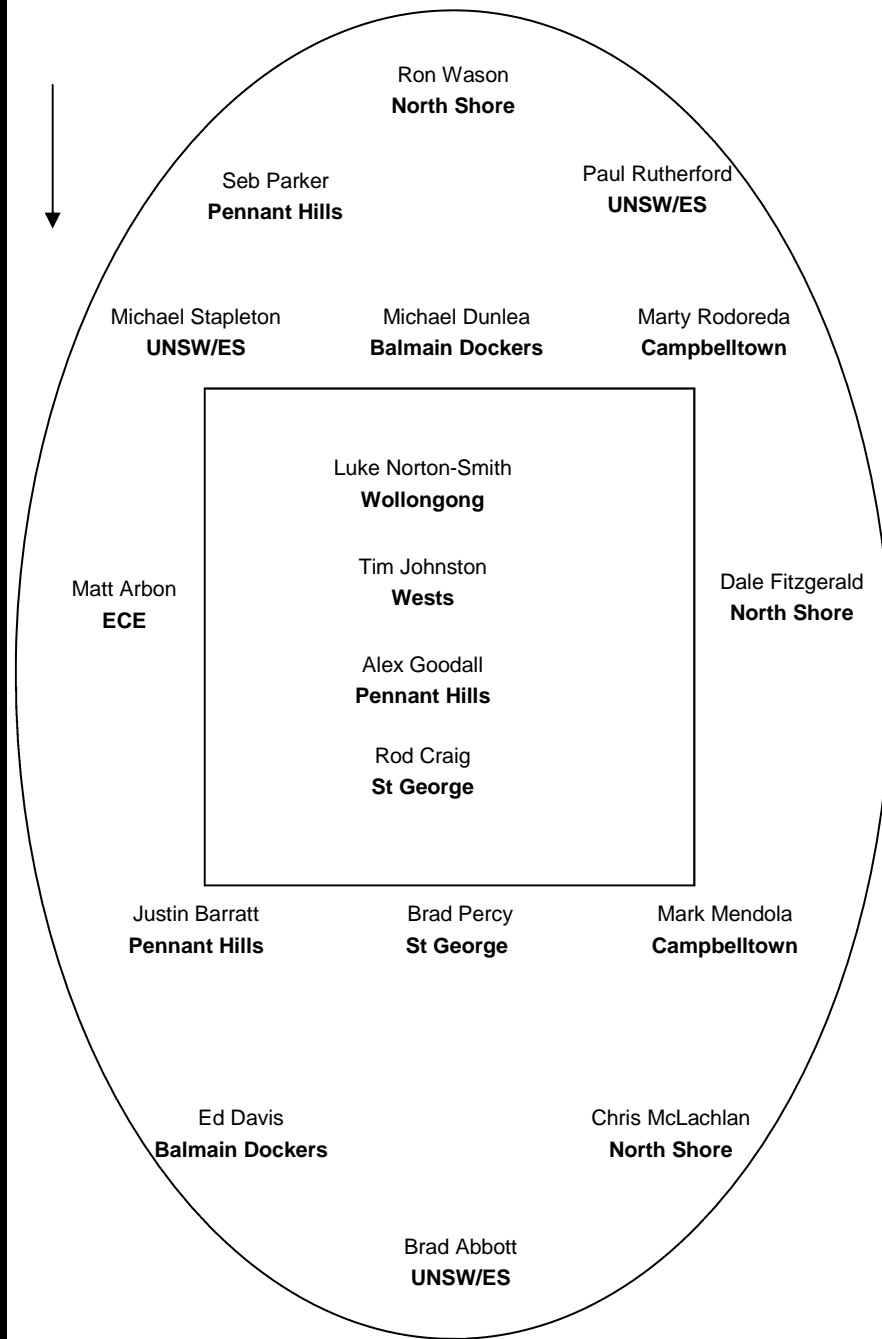 Ron Wason
North Shore
Seb Parker
Pennant Hills
Paul Rutherford
UNSW/ES
Michael Stapleton
UNSW/ES
Michael Dunlea
Balmain Dockers
Marty Rodoreda
Campbelltown
Luke Norton-Smith
Wollongong
Matt Arbon
ECE
Tim Johnston
Wests
Dale Fitzgerald
North Shore
Alex Goodall
Pennant Hills
Rod Craig
St George
Justin Barratt
Pennant Hills
Brad Percy
St George
Mark Mendola
Campbelltown
Ed Davis
Balmain Dockers
Chris McLachlan
North Shore
Brad Abbott
UNSW/ES